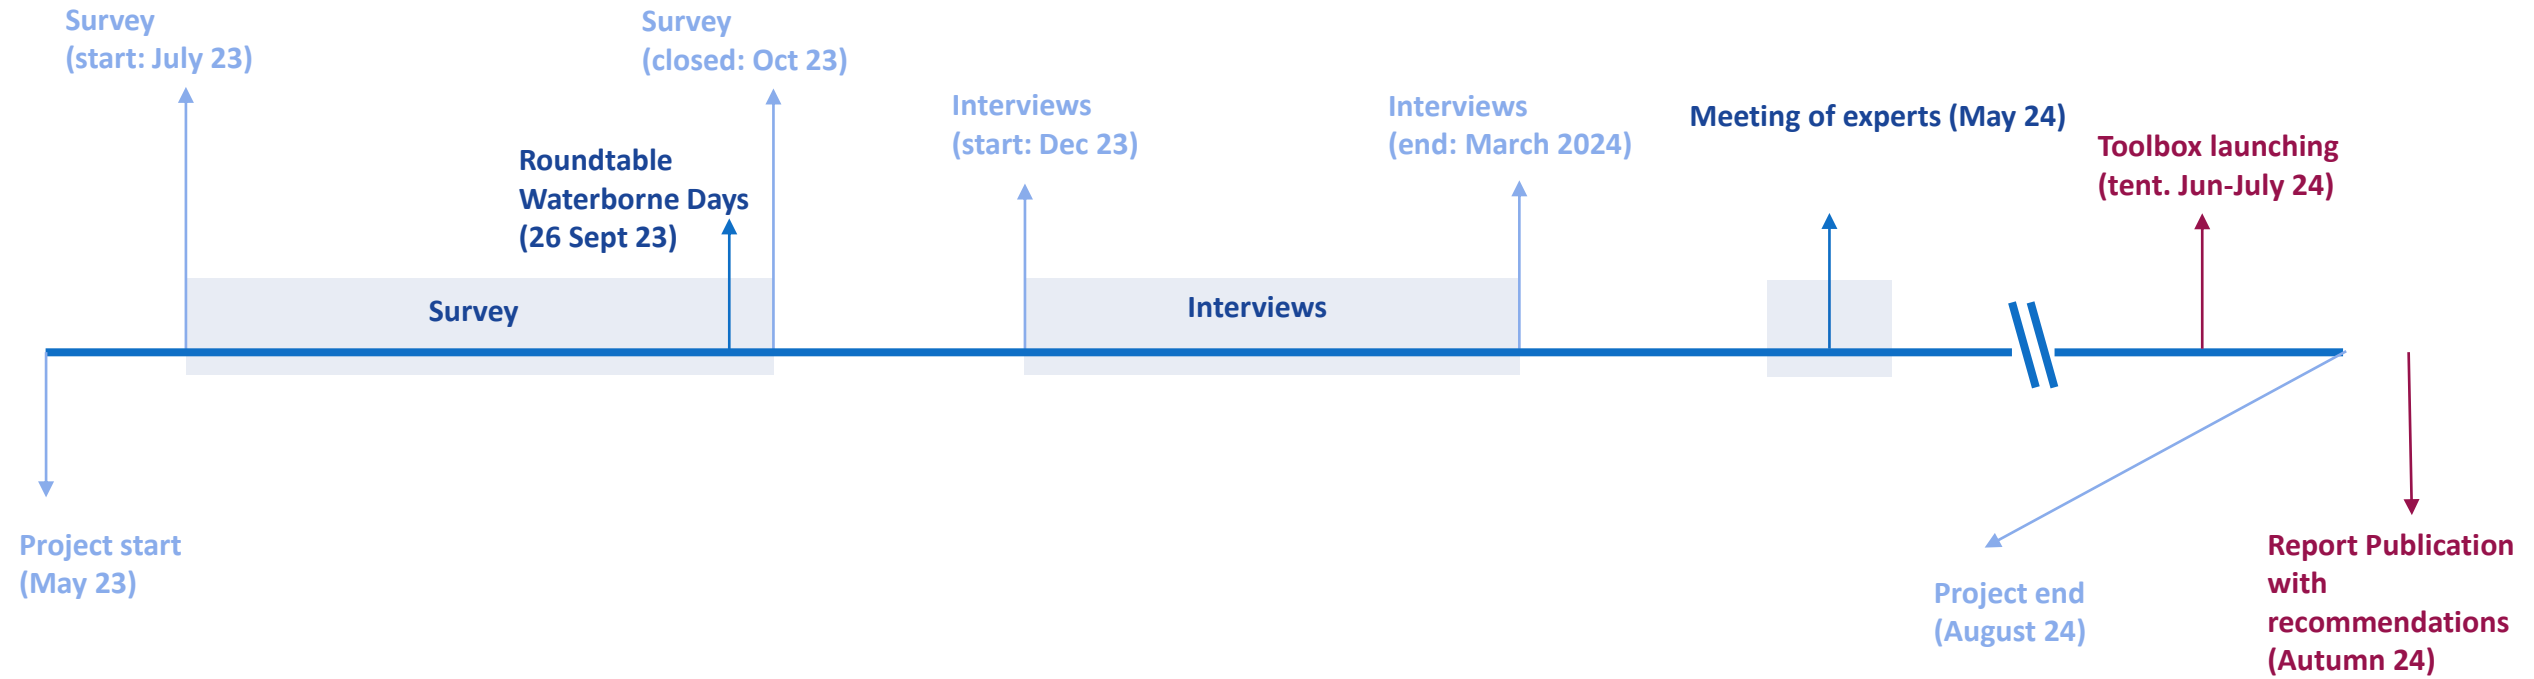 Survey
(start: July 23)
Survey
(closed: Oct 23)
Interviews
(start: Dec 23)
Interviews
(end: March 2024)
Meeting of experts (May 24)
Toolbox launching
(tent. Jun-July 24)
Roundtable
Waterborne Days
(26 Sept 23)
Survey
Interviews
Project start
(May 23)
Project end
(August 24)
Report Publication
with
recommendations
(Autumn 24)